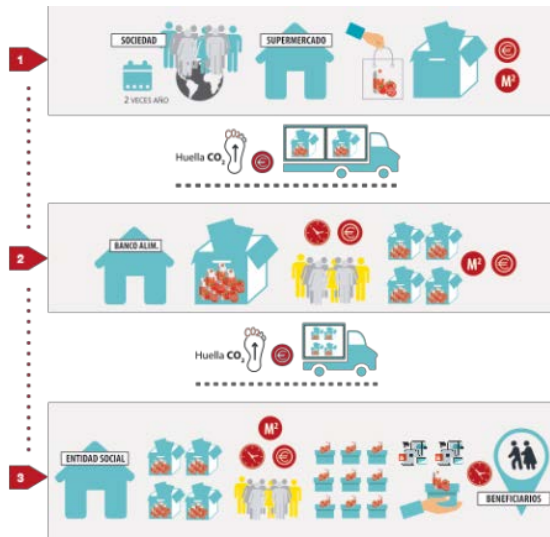 SOCIEDAD
SUPERMERCADO
1
€
M²
2 VECES AÑO
Huella CO₂
€
BANCO ALIM.
€
2
M²
€
Huella CO₂
€
M²
ENTIDAD SOCIAL
€
3
BENEFICIARIOS